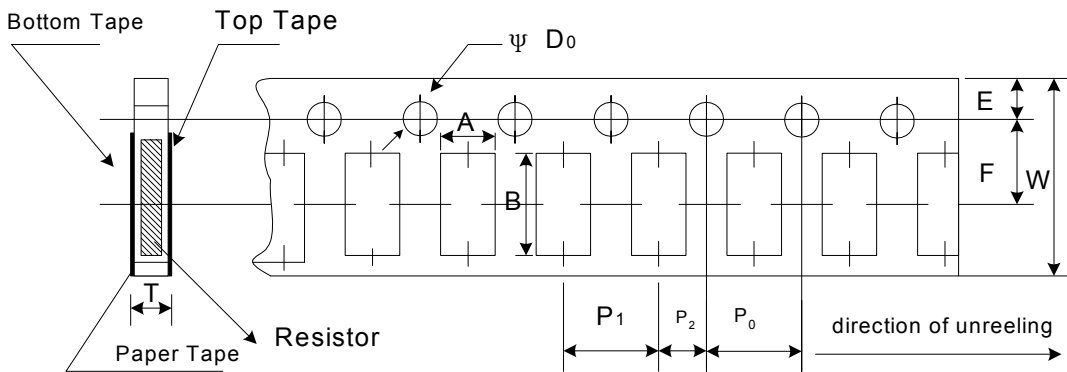 Bottom Tape
Top Tape
Ψ D0
E
A
F
W
B
T
P1
P2
P0
Resistor
direction of unreeling
Paper Tape